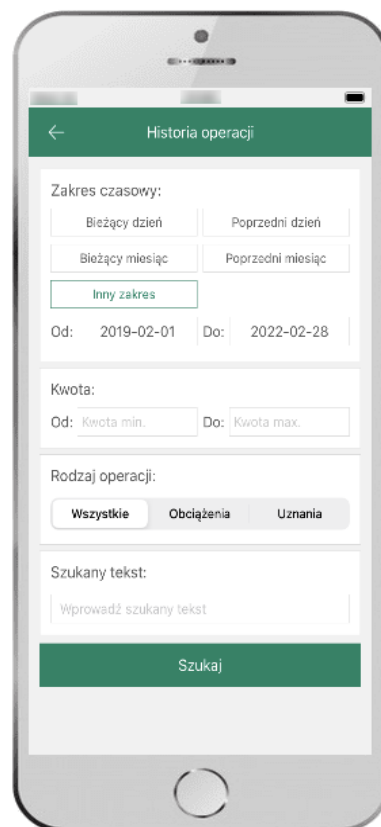 Historia operacji
Zakres czasowy:
Bieżący dzień Poprzedni dzień
Bieżący miesiąc Poprzedni miesiąc
Inny zakres
Od: 2019-02-01 Do: 2022-02-28
Kwota:
Od: Kwota min. Do: Kwota max.
Rodzaj operacji:
Wszystkie Obciążenia Uznania
Szukany tekst:
Wprowadź szukany tekst
Szukaj